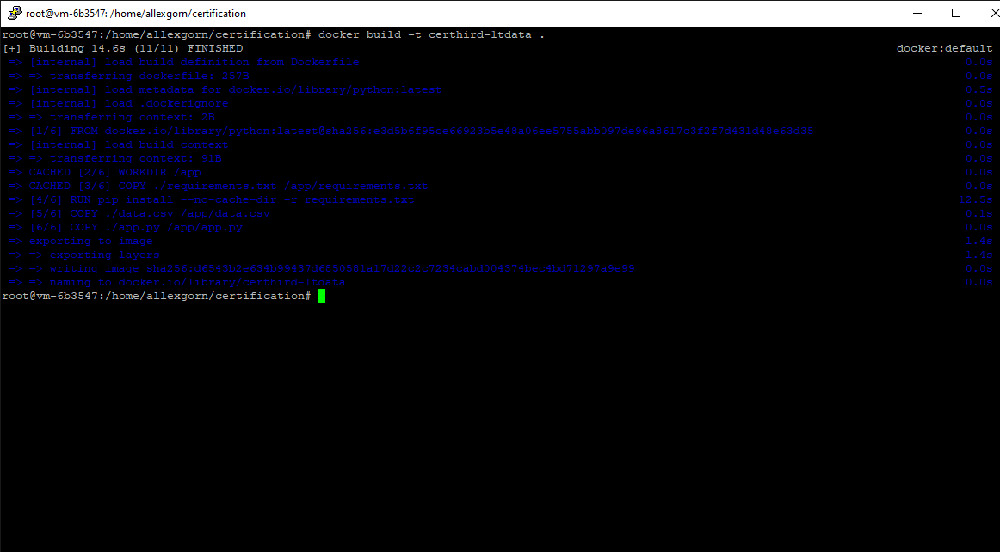 root@vm-6b3547: /home/allexgorn/certification
root@vm-6b3547:/home/allexgorn/certification# docker build -t certhird-ltdata .
[+] Building 14.6s (11/11) FINISHED docker:default
=> [internal] load build definition from Dockerfile 0.0s
=> => transferring dockerfile: 257B 0.0s
=> [internal] load metadata for docker.io/library/python:latest 0.5s
=> [internal] load .dockerignore 0.0s
=> => transferring context: 2B 0.0s
=> [1/6] FROM docker.io/library/python:latest 0.0s
=> [internal] load build context 0.0s
=> => transferring context: 91B 0.0s
=> CACHED [2/6] WORKDIR /app 0.0s
=> CACHED [3/6] COPY ./requirements.txt /app/requirements.txt 0.0s
=> [4/6] RUN pip install --no-cache-dir -r requirements.txt 12.5s
=> [5/6] COPY ./data.csv /app/data.csv 0.1s
=> [6/6] COPY ./app.py /app/app.py 0.0s
=> exporting to image 1.4s
=> => exporting layers 1.4s
=> => writing image 0.0s
=> => naming to docker.io/library/certhird-ltdata 0.0s
root@vm-6b3547:/home/allexgorn/certification#